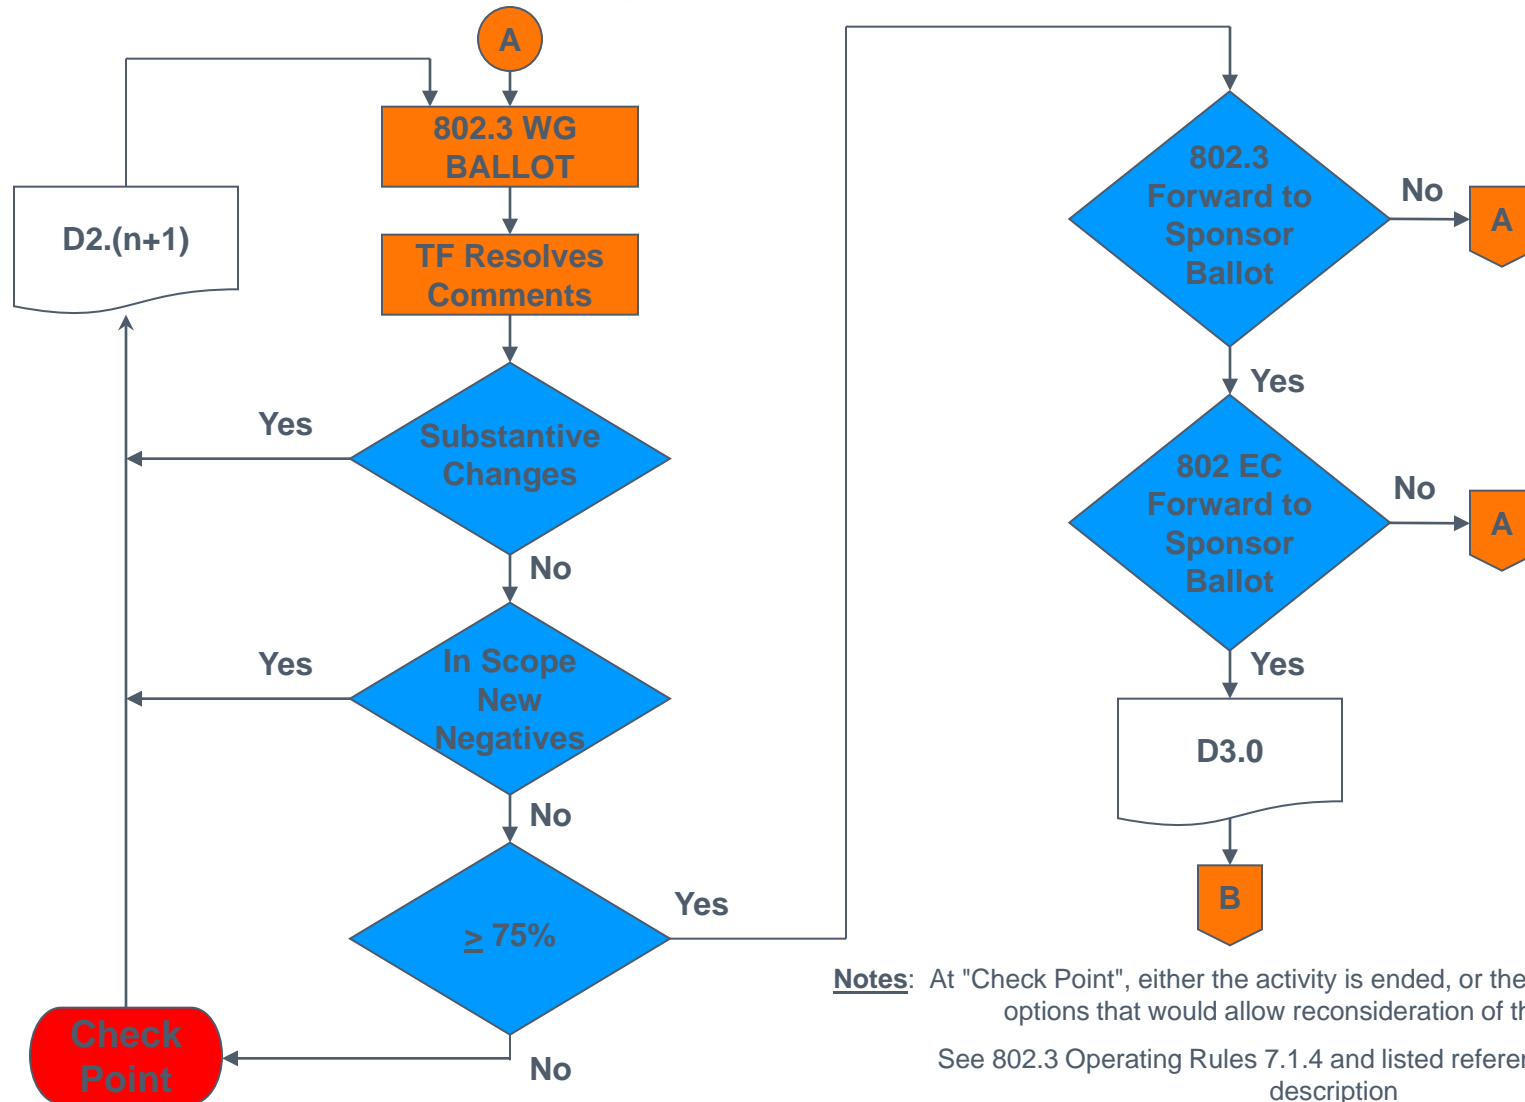 A
802.3 WG
BALLOT
D2.(n+1)
TF Resolves
Comments
Yes
Substantive
Changes
No
Yes
In Scope
New
Negatives
No
≥ 75%
Yes
Check
Point
No
802.3
Forward to
Sponsor
Ballot
No
A
Yes
802 EC
Forward to
Sponsor
Ballot
No
A
Yes
D3.0
B
Notes: At "Check Point", either the activity is ended, or the
options that would allow reconsideration of
See 802.3 Operating Rules 7.1.4 and listed
description